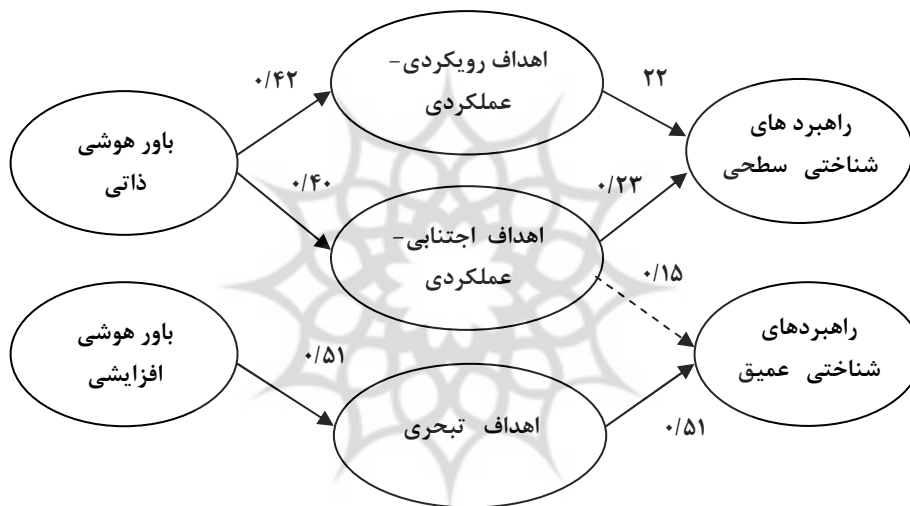 باور هوشی
ذاتی
باور هوشی
افزایشی
۰/۴۲
۰/۴۰
۰/۵۱
اهداف رویکردی-
عملکردی
اهداف اجتنابی-
عملکردی
اهداف تبحری
۲۲
۰/۲۳
۰/۱۵
۰/۵۱
راهبرد های
شناختی سطحی
راهبردهای
شناختی عمیق